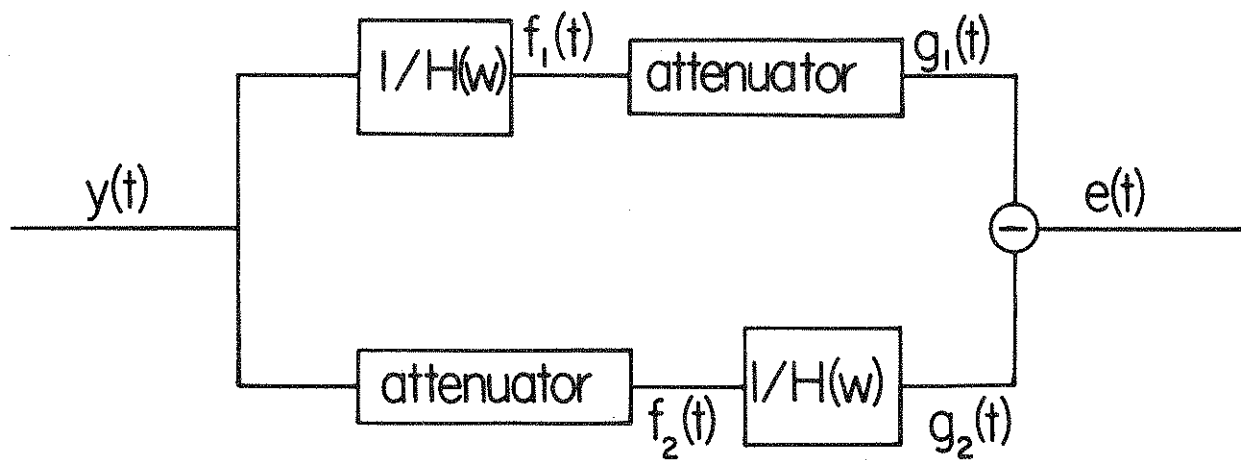 1/H(w)
f₁(t)
attenuator
g₁(t)
y(t)
−
e(t)
attenuator
f₂(t)
1/H(w)
g₂(t)